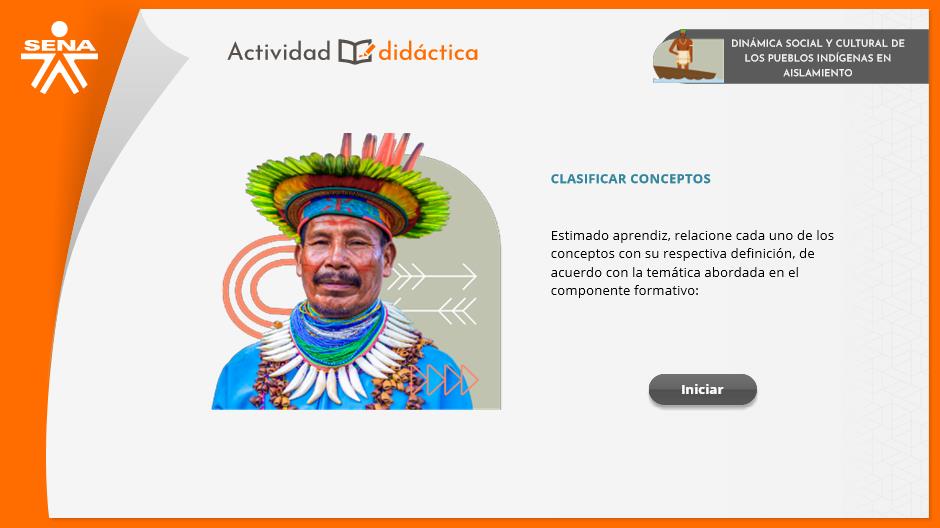 SENA
Actividad didáctica
DINÁMICA SOCIAL Y CULTURAL DE
LOS PUEBLOS INDÍGENAS EN
AISLAMIENTO
CLASIFICAR CONCEPTOS
Estimado aprendiz, relacione cada uno de los
conceptos con su respectiva definición, de
acuerdo con la temática abordada en el
componente formativo:
Iniciar